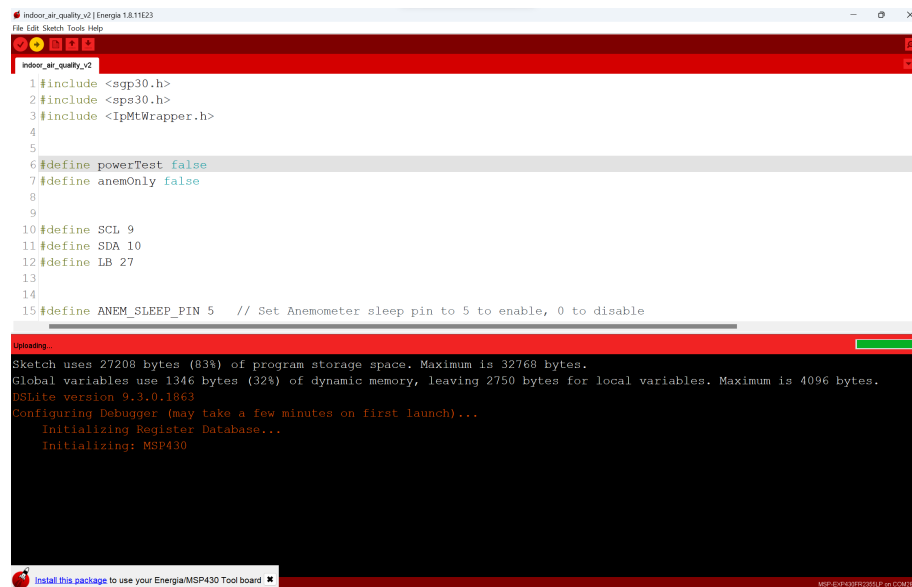 indoor_air_quality_v2 | Energia 1.8.11E23
File Edit Sketch Tools Help
indoor_air_quality_v2
1 #include <sgp30.h>
2 #include <sps30.h>
3 #include <IpMtWrapper.h>
4
5
6 #define powerTest false
7 #define anemOnly false
8
9
10 #define SCL 9
11 #define SDA 10
12 #define LB 27
13
14
15 #define ANEM_SLEEP_PIN 5 // Set Anemometer sleep pin to 5 to enable, 0 to disable
Uploading...
Sketch uses 27208 bytes (83%) of program storage space. Maximum is 32768 bytes.
Global variables use 1346 bytes (32%) of dynamic memory, leaving 2750 bytes for local variables. Maximum is 4096 bytes.
DSLite version 9.3.0.1863
Configuring Debugger (may take a few minutes on first launch)...
Initializing Register Database...
Initializing: MSP430
Install this package to use your Energia/MSP430 Tool board